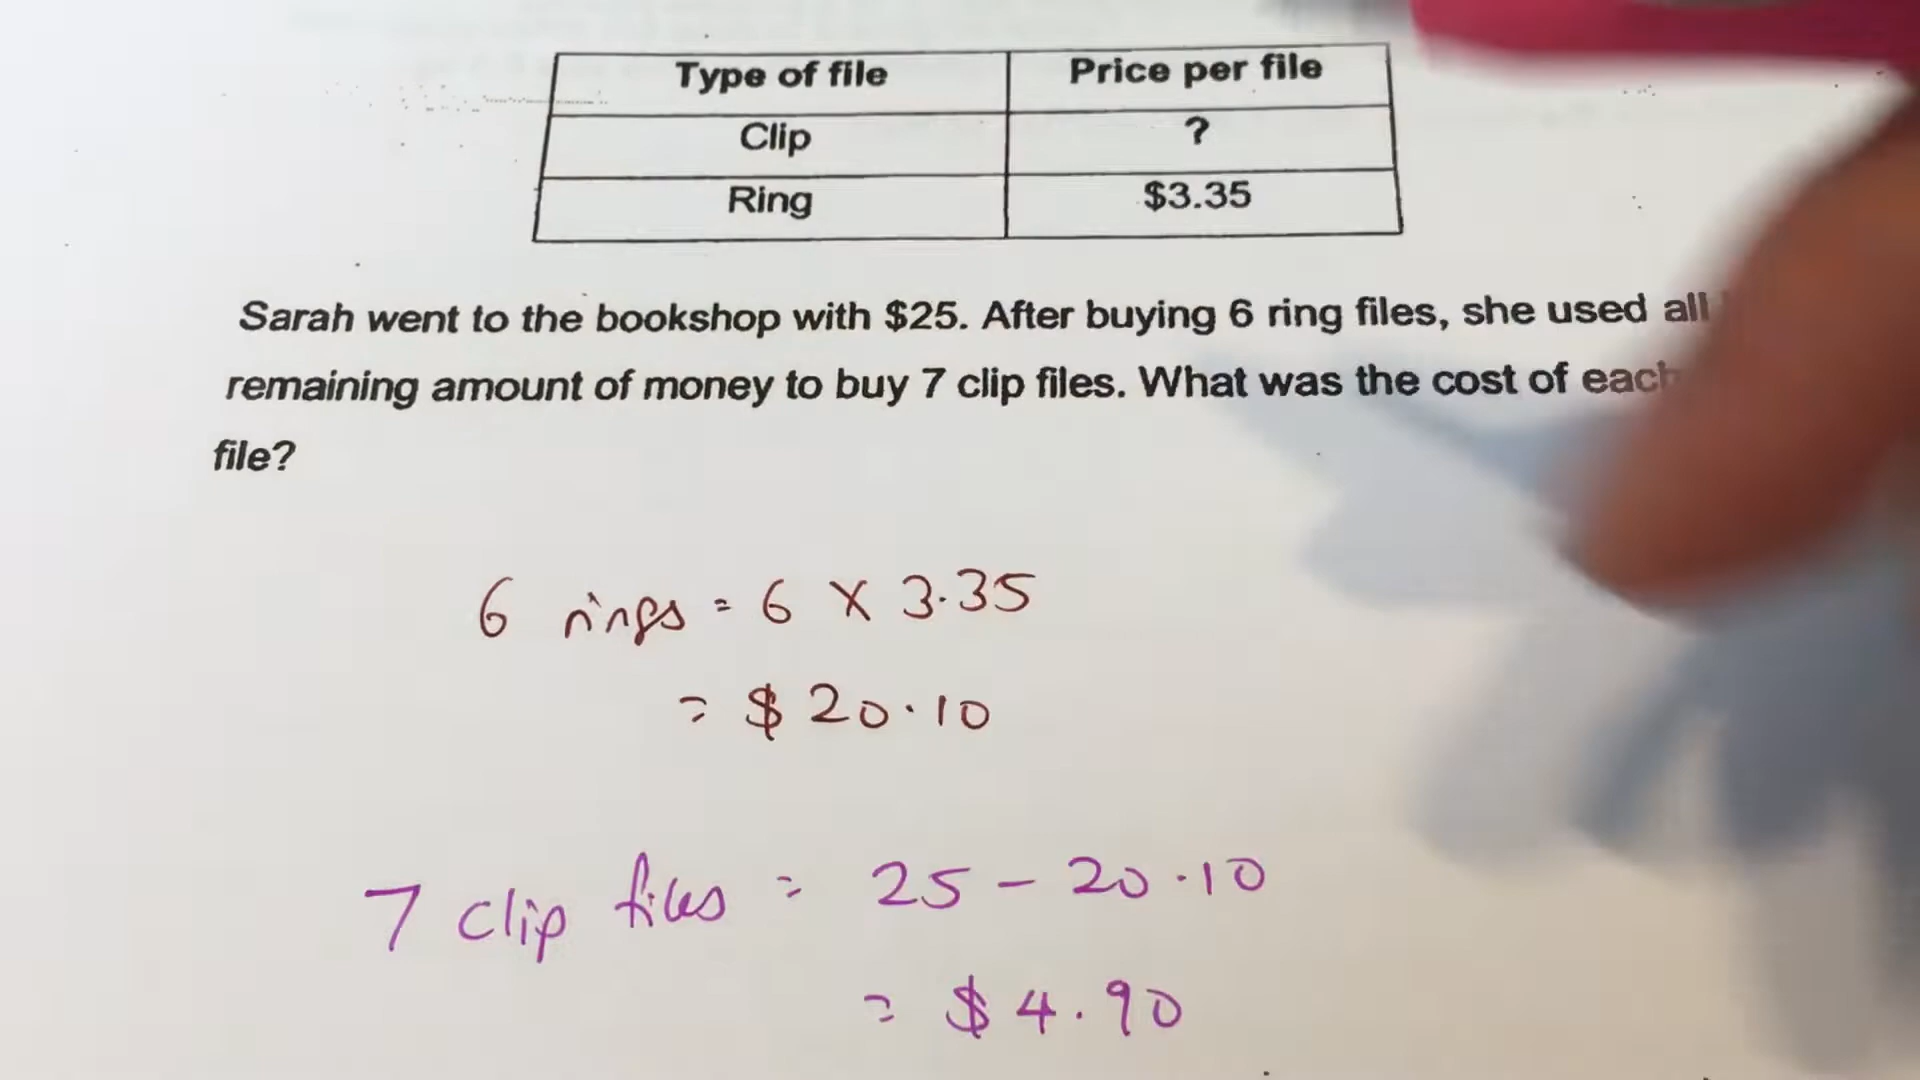 Type of file Price per file
Clip ?
Ring $3.35
Sarah went to the bookshop with $25. After buying 6 ring files, she used all
remaining amount of money to buy 7 clip files. What was the cost of each
file?
6 rings = 6 X 3.35
= $20.10
7 clip files = 25 - 20.10
= $4.90